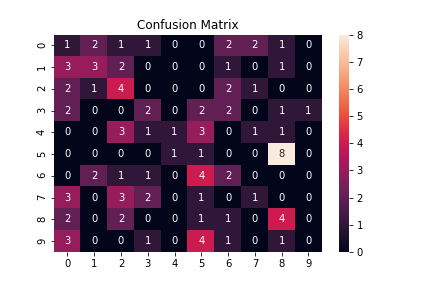 Confusion Matrix
0 1 2 1 1 0 0 2 2 1 0
1 3 3 2 0 0 0 1 0 1 0
2 2 1 4 0 0 0 2 1 0 0
3 2 0 0 2 0 2 2 0 1 1
4 0 0 3 1 1 3 0 1 1 0
5 0 0 0 0 1 1 0 0 8 0
6 0 2 1 1 0 4 2 0 0 0
7 3 0 3 2 0 1 0 1 0 0
8 2 0 2 0 0 1 1 0 4 0
9 3 0 0 1 0 4 1 0 1 0
0 1 2 3 4 5 6 7 8 9
8
7
6
5
4
3
2
1
0